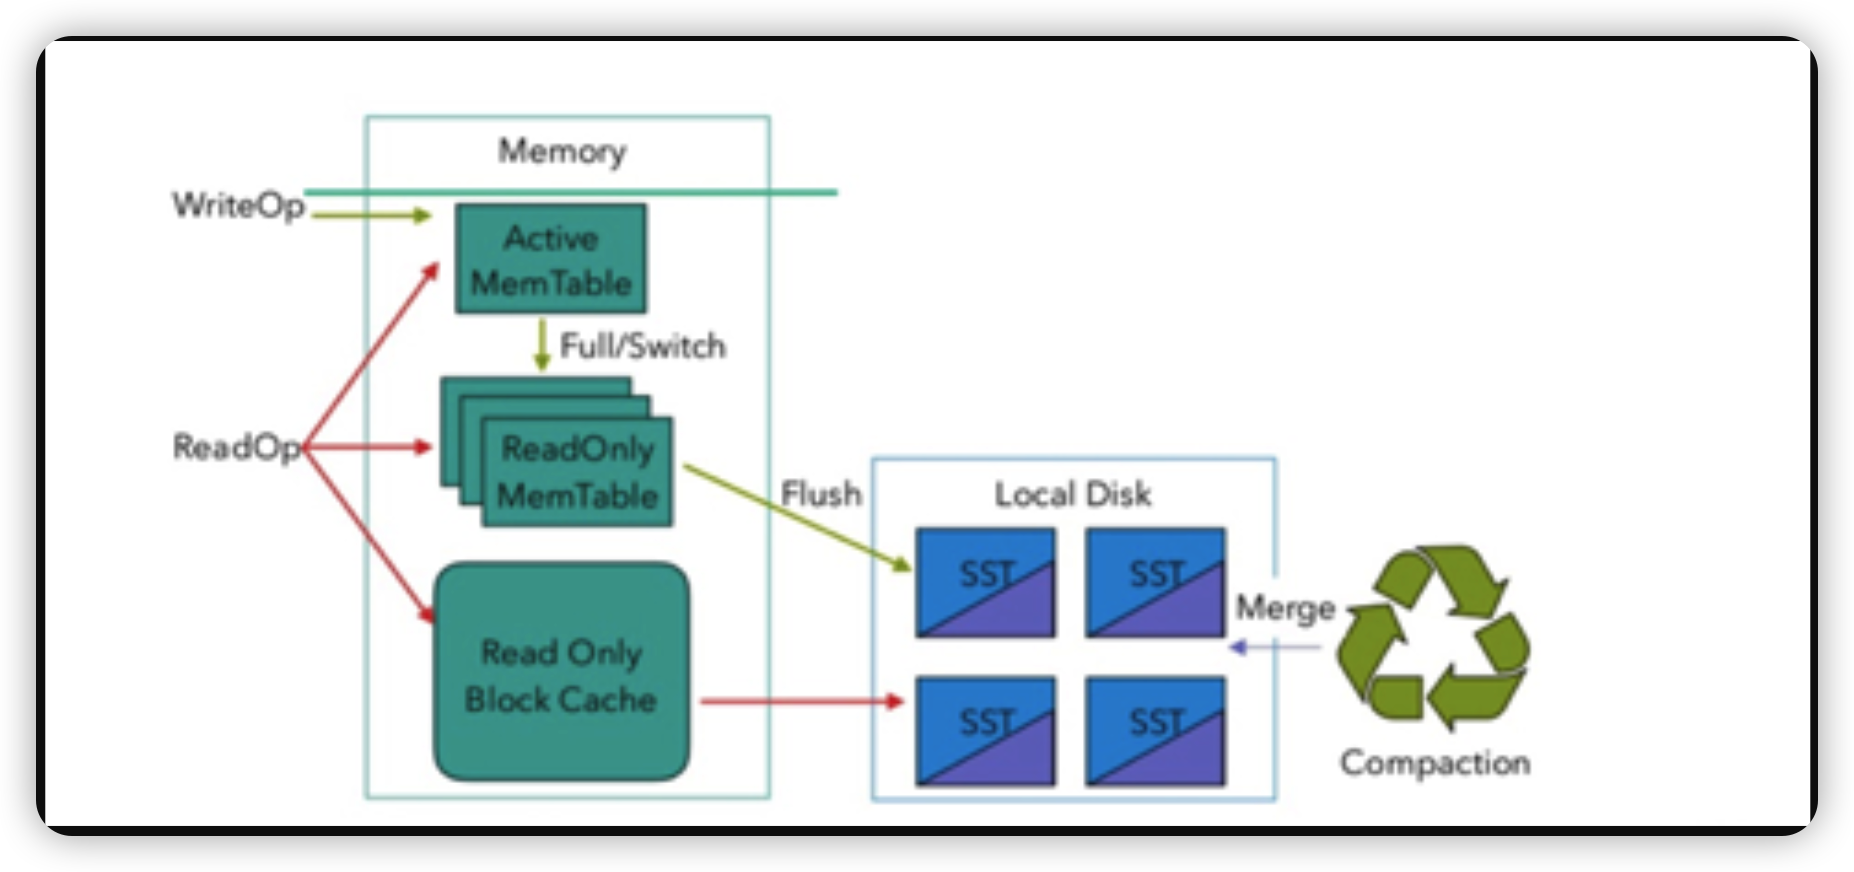 Memory
WriteOp
Active
MemTable
Full/Switch
ReadOp
ReadOnly
MemTable
Flush
Local Disk
SST
SST
Merge
Read Only
Block Cache
SST
SST
Compaction